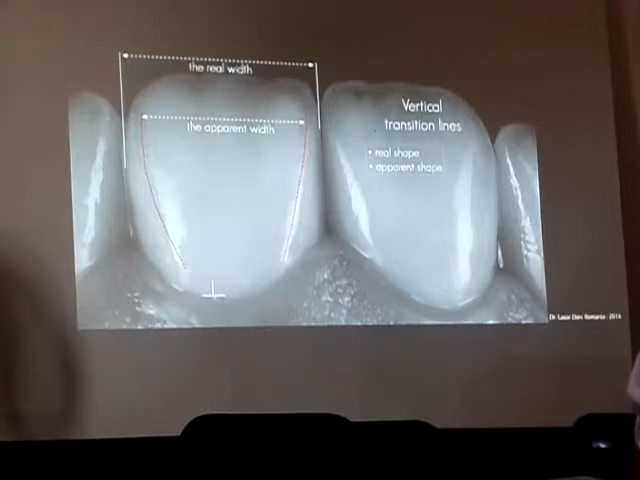 the real width
the apparent width
Vertical
transition lines
• real shape
• apparent shape